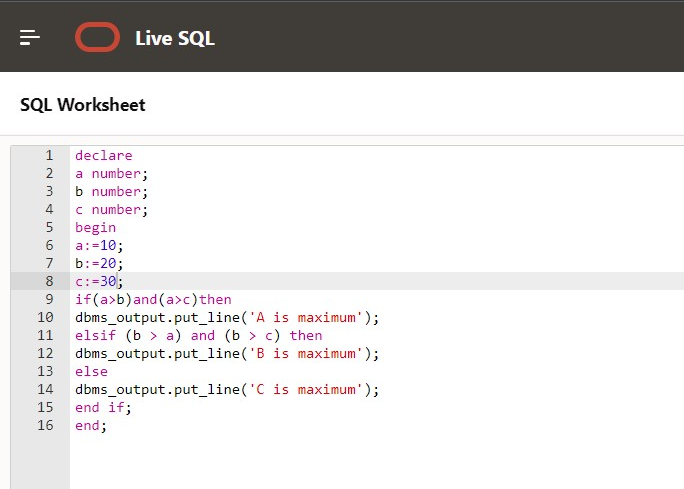 Live SQL
SQL Worksheet
1 declare
2 a number;
3 b number;
4 c number;
5 begin
6 a:=10;
7 b:=20;
8 c:=30;
9 if(a>b)and(a>c)then
10 dbms_output.put_line('A is maximum');
11 elsif (b > a) and (b > c) then
12 dbms_output.put_line('B is maximum');
13 else
14 dbms_output.put_line('C is maximum');
15 end if;
16 end;